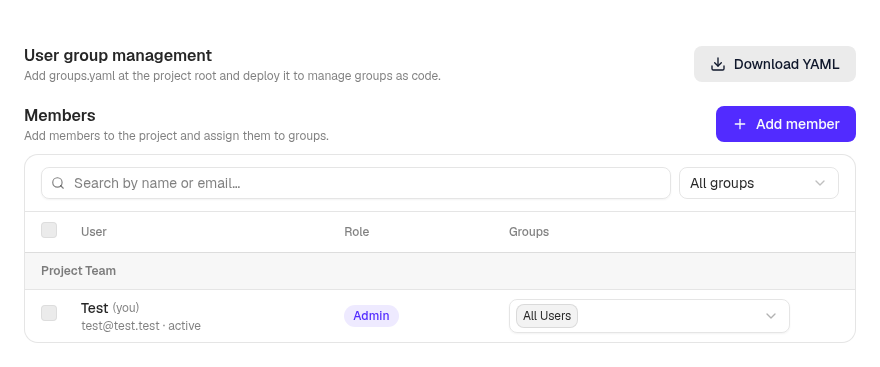 User group management
Add groups.yaml at the project root and deploy it to manage groups as code.
Download YAML
Members
Add members to the project and assign them to groups.
Add member
Search by name or email...
All groups
User Role Groups
Project Team
Test (you)
test@test.test · active
Admin
All Users